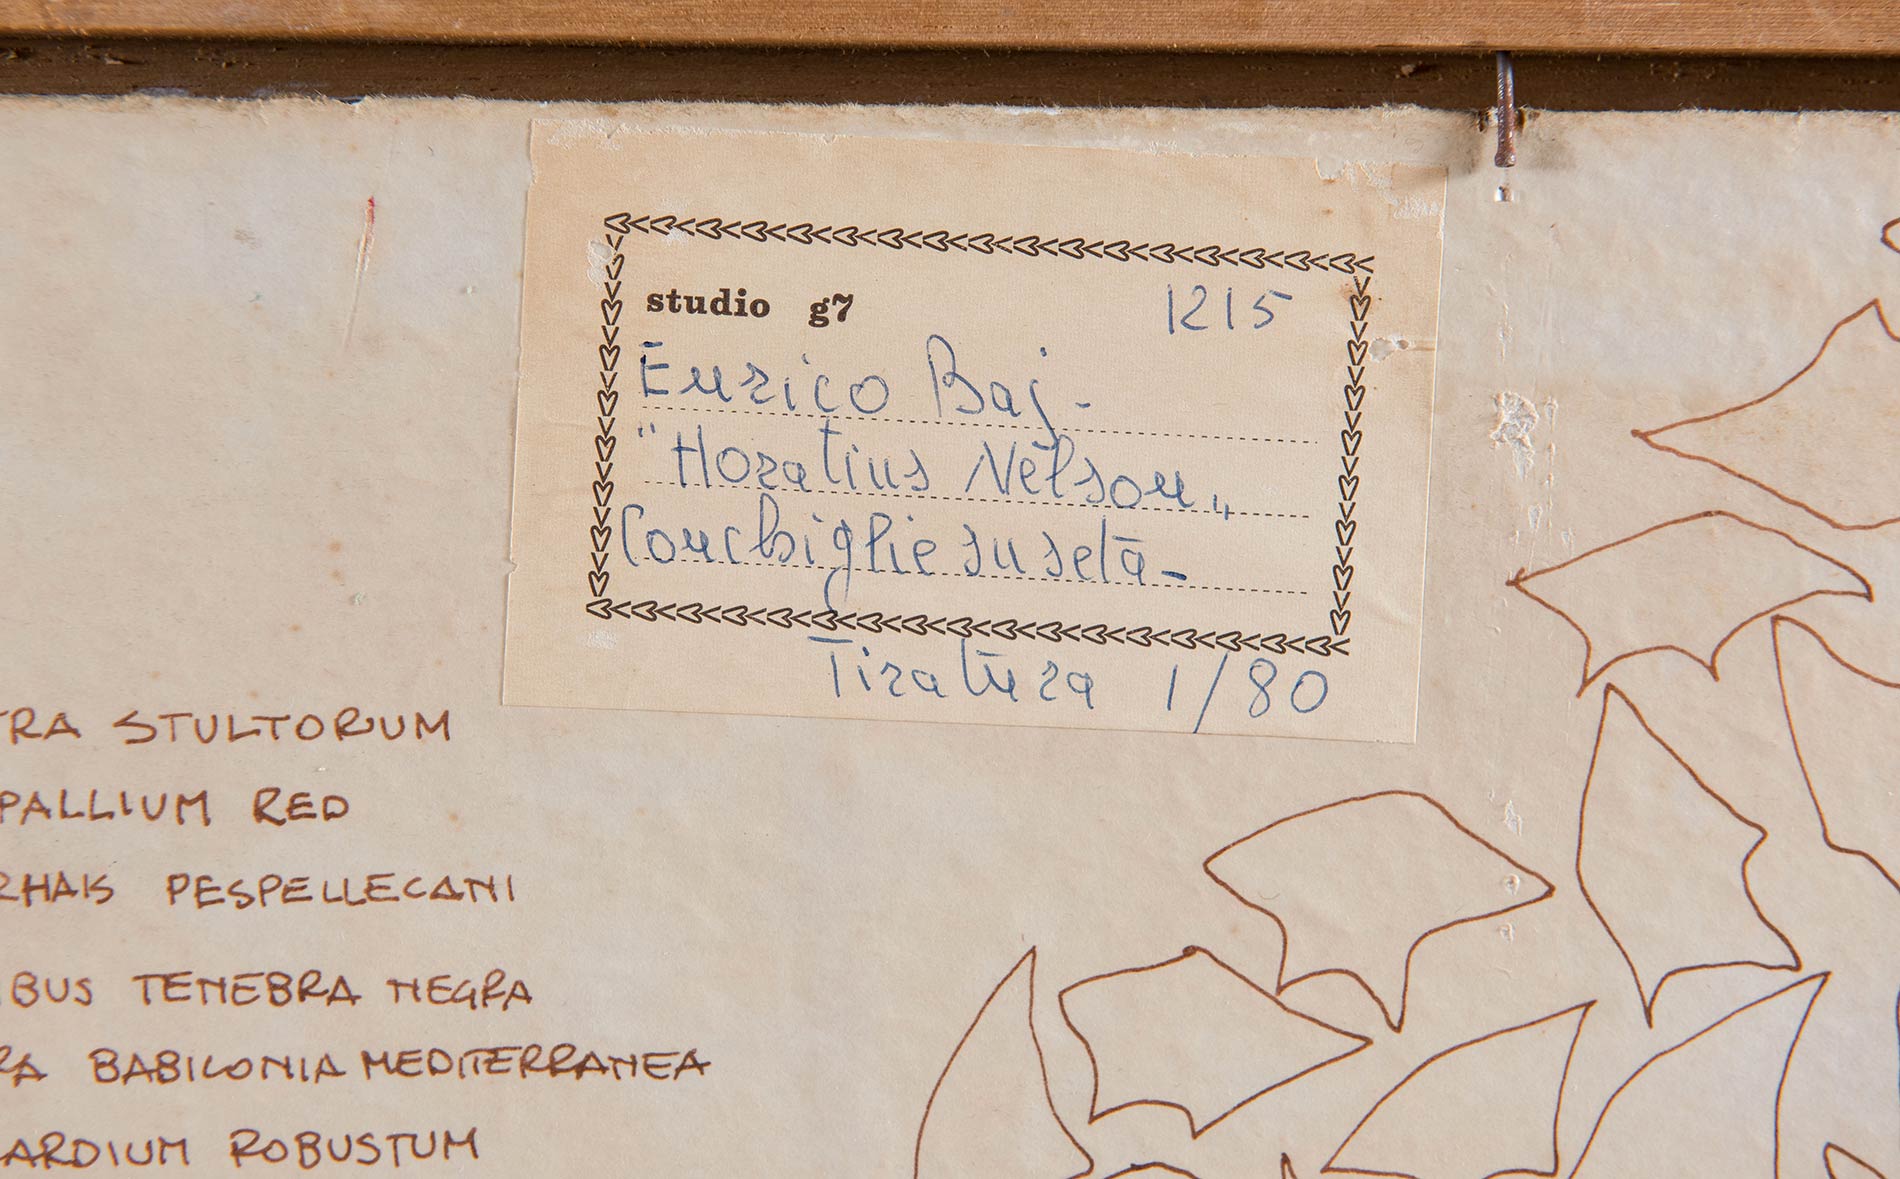 studio g7 1215
Enrico Baj -
"Horatius Nelson"
Conchiglie su seta -
Tiratura 1/80
TRA STULTORUM
PALLIUM RED
RHAIS PESPELLECANI
IBUS TENEBRA NEGRA
RA BABILONIA MEDITERRANEA
ARDIUM ROBUSTUM